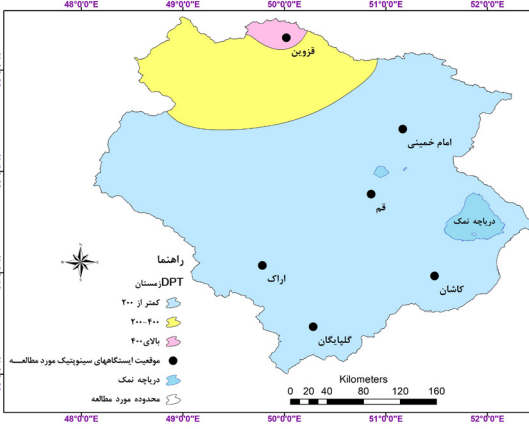 48°0'0"E 49°0'0"E 50°0'0"E 51°0'0"E 52°0'0"E
قزوین
امام خمینی
قم
دریاچه نمک
اراک
کاشان
گلپایگان
راهنما
DPTزمستان
کمتر از ۲۰۰
۲۰۰-۴۰۰
بالای۴۰۰
موقعیت ایستگاههای سینوپتیک مورد مطالعـــه
دریاچه نمک
محدوده مورد مطالعه
Kilometers
0 20 40 80 120 160
48°0'0"E 49°0'0"E 50°0'0"E 51°0'0"E 52°0'0"E